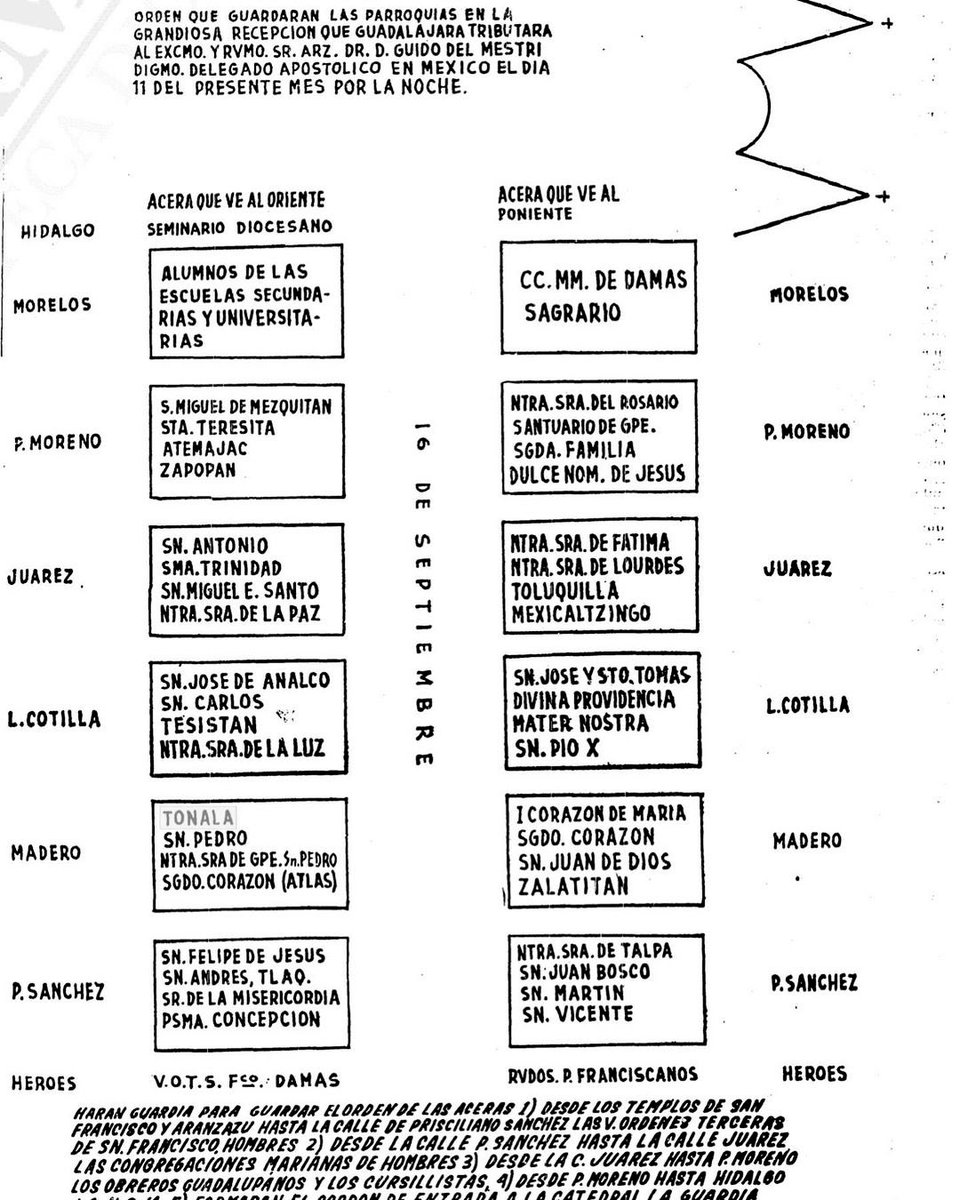 ORDEN QUE GUARDARAN LAS PARROQUIAS EN LA
GRANDIOSA RECEPCION QUE GUADALAJARA TRIBUTARA
AL EXCMO. Y RVMO. SR. ARZ. DR. D. GUIDO DEL MESTRI
DIGMO. DELEGADO APOSTOLICO EN MEXICO EL DIA
11 DEL PRESENTE MES POR LA NOCHE.
ACERA QUE VE AL ORIENTE
ACERA QUE VE AL
PONIENTE
HIDALGO
SEMINARIO DIOCESANO
MORELOS
ALUMNOS DE LAS
ESCUELAS SECUNDA-
RIAS Y UNIVERSITA-
RIAS
CC. MM. DE DAMAS
SAGRARIO
MORELOS
P. MORENO
S. MIGUEL DE MEZQUITAN
STA. TERESITA
ATEMAJAC
ZAPOPAN
NTRA. SRA. DEL ROSARIO
SANTUARIO DE GPE.
SGDA. FAMILIA
DULCE NOM. DE JESUS
P. MORENO
16 DE SEPTIEMBRE
JUAREZ
SN. ANTONIO
SMA. TRINIDAD
SN. MIGUEL E. SANTO
NTRA. SRA. DE LA PAZ
NTRA. SRA. DE FATIMA
NTRA. SRA. DE LOURDES
TOLUQUILLA
MEXICALTZINGO
JUAREZ
L. COTILLA
SN. JOSE DE ANALCO
SN. CARLOS
TESISTAN
NTRA. SRA. DE LA LUZ
SN. JOSE Y STO. TOMAS
DIVINA PROVIDENCIA
MATER NOSTRA
SN. PIO X
L. COTILLA
MADERO
TONALA
SN. PEDRO
NTRA. SRA DE GPE. Sn. PEDRO
SGDO. CORAZON (ATLAS)
I CORAZON DE MARIA
SGDO. CORAZON
SN. JUAN DE DIOS
ZALATITAN
MADERO
P. SANCHEZ
SN. FELIPE DE JESUS
SN. ANDRES, TLAQ.
SR. DE LA MISERICORDIA
PSMA. CONCEPCION
NTRA. SRA. DE TALPA
SN. JUAN BOSCO
SN. MARTIN
SN. VICENTE
P. SANCHEZ
HEROES
V.O.T.S. Fco. DAMAS
RVDOS. P. FRANCISCANOS
HEROES
HARAN GUARDIA PARA GUARDAR EL ORDEN DE LAS ACERAS 1) DESDE LOS TEMPLOS DE SAN
FRANCISCO Y ARANZAZU HASTA LA CALLE DE PRISCILIANO SANCHEZ LAS V. ORDENES TERCERAS
DE SN. FRANCISCO, HOMBRES 2) DESDE LA CALLE P. SANCHEZ HASTA LA CALLE JUAREZ
LAS CONGREGACIONES MARIANAS DE HOMBRES 3) DESDE LA C. JUAREZ HASTA P. MORENO
LOS OBREROS GUADALUPANOS Y LOS CURSILLISTAS, 4) DESDE P. MORENO HASTA HIDALGO
FORMARAN EL CORDON DE ENTRADA A LA CATEDRAL LA GUARDIA